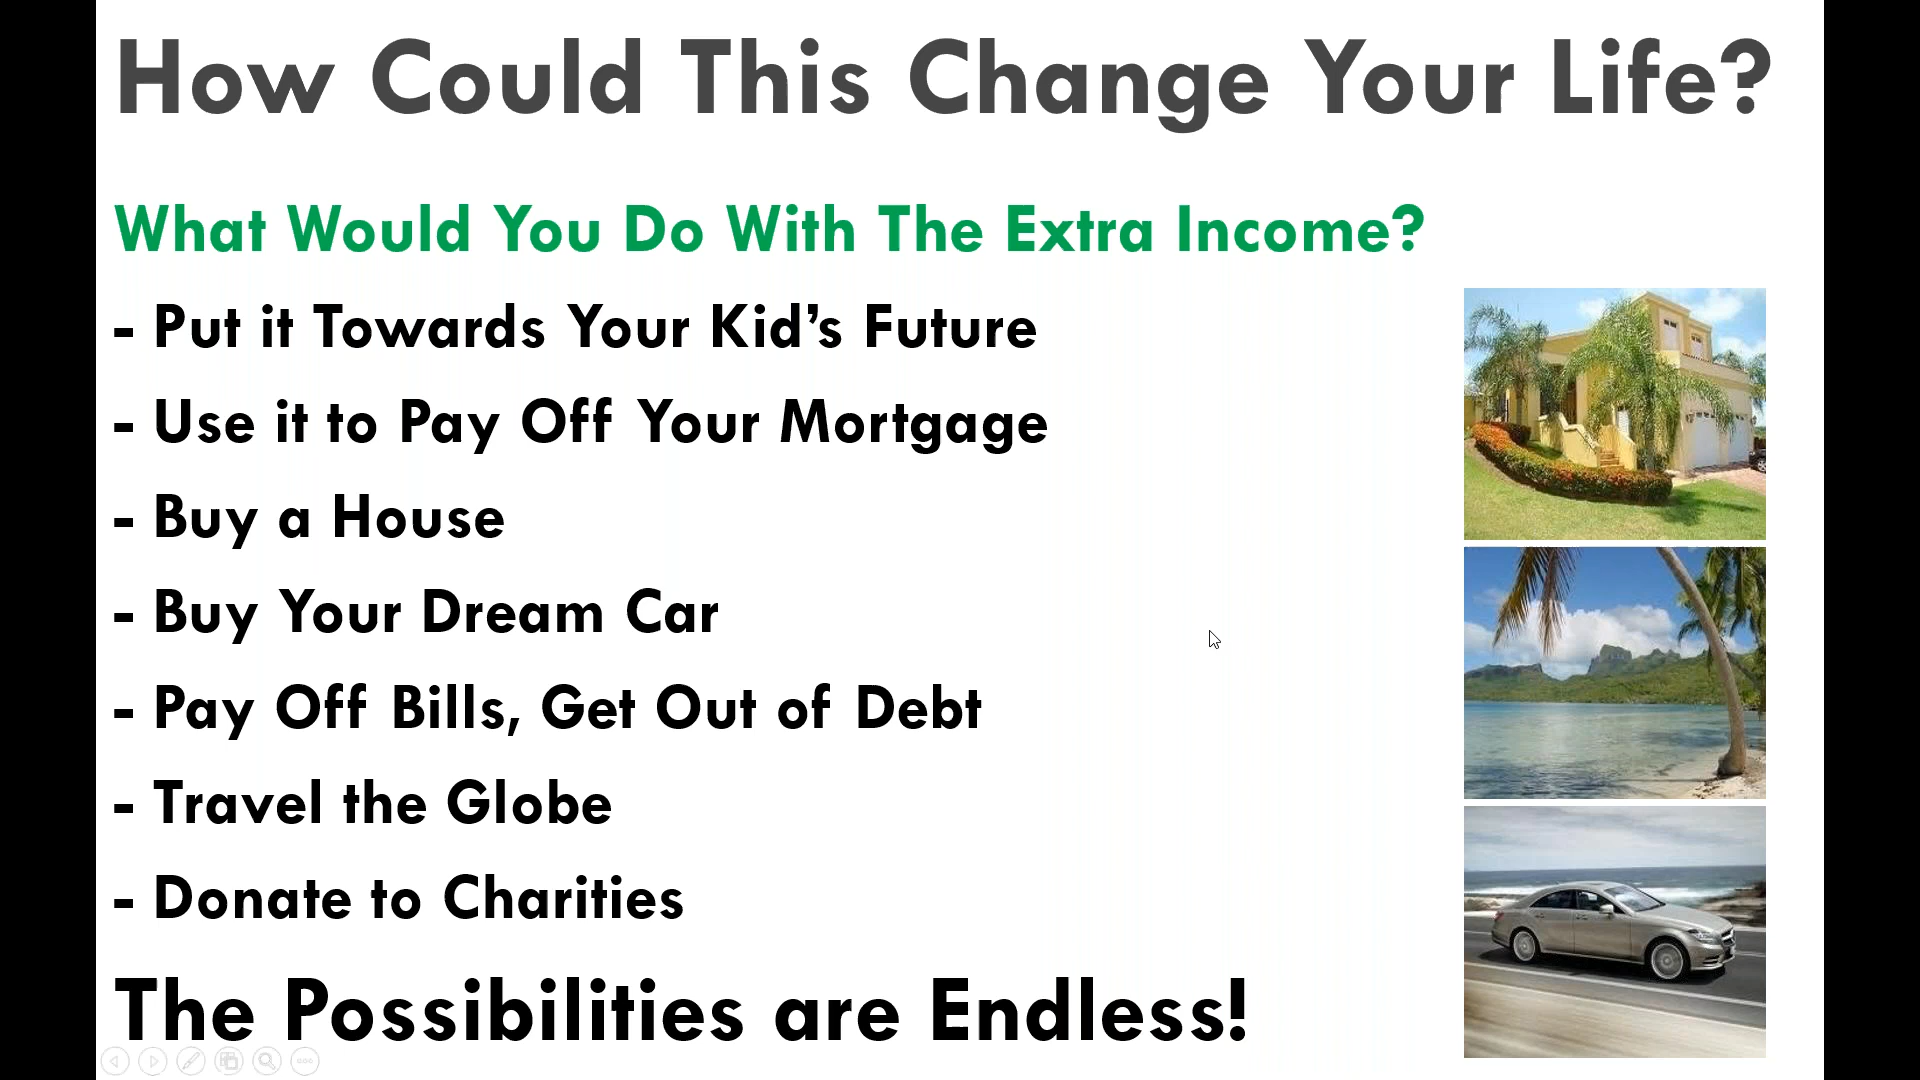 How Could This Change Your Life?
What Would You Do With The Extra Income?
- Put it Towards Your Kid’s Future
- Use it to Pay Off Your Mortgage
- Buy a House
- Buy Your Dream Car
- Pay Off Bills, Get Out of Debt
- Travel the Globe
- Donate to Charities
The Possibilities are Endless!